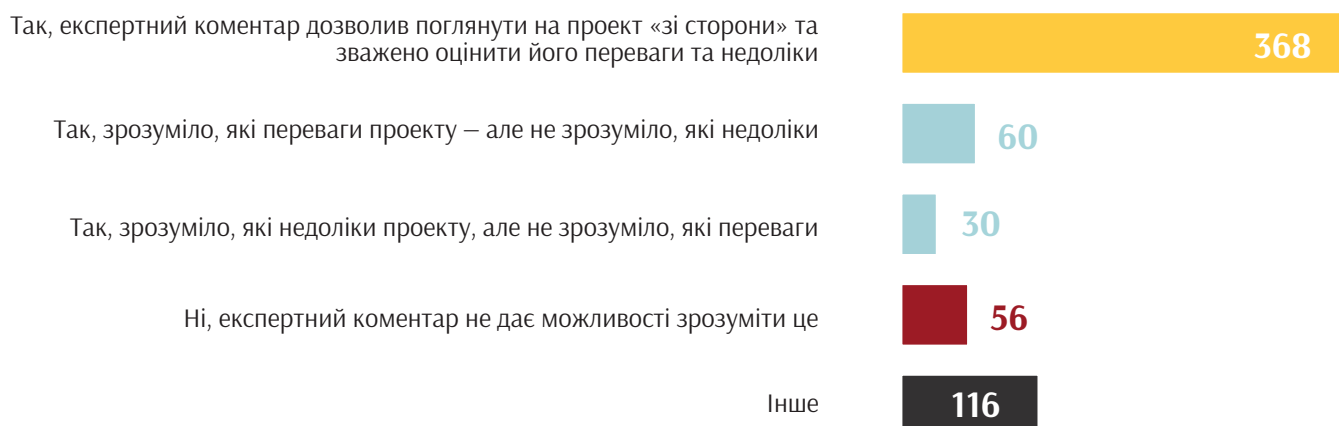 Так, експертний коментар дозволив поглянути на проект «зі сторони» та
зважено оцінити його переваги та недоліки
368
Так, зрозуміло, які переваги проекту — але не зрозуміло, які недоліки
60
Так, зрозуміло, які недоліки проекту, але не зрозуміло, які переваги
30
Ні, експертний коментар не дає можливості зрозуміти це
56
Інше
116